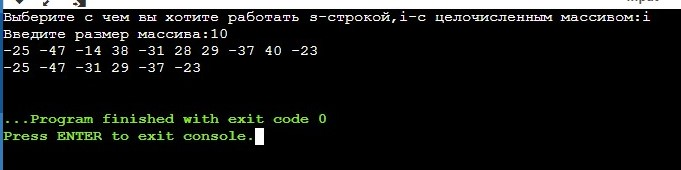 Выберите с чем вы хотите работать s-строкой,i-с целочисленным массивом:i
Введите размер массива:10
-25 -47 -14 38 -31 28 29 -37 40 -23
-25 -47 -31 29 -37 -23
...Program finished with exit code 0
Press ENTER to exit console.